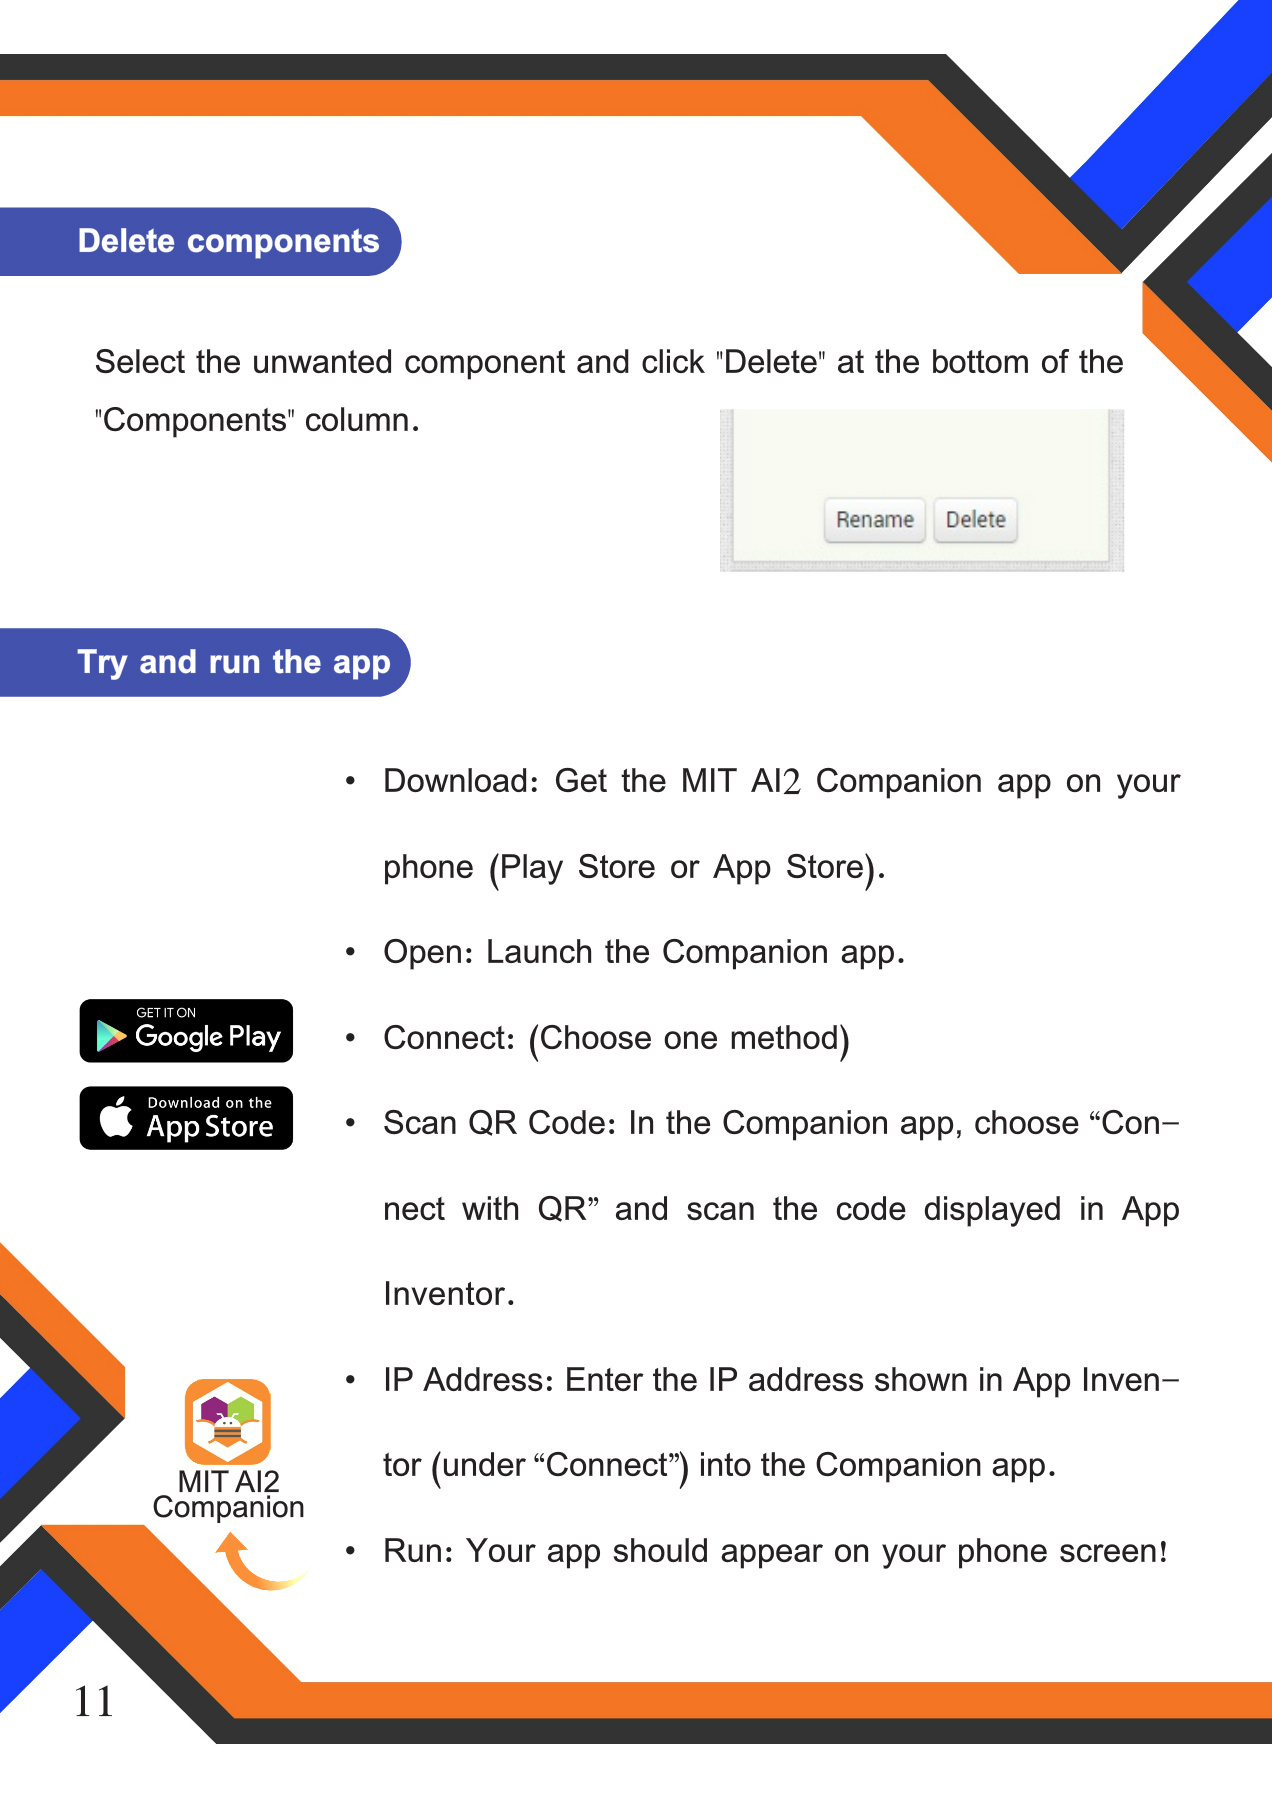 Delete components
Select the unwanted component and click "Delete" at the bottom of the
"Components" column.
Rename Delete
Try and run the app
• Download: Get the MIT AI2 Companion app on your
phone (Play Store or App Store).
• Open: Launch the Companion app.
GET IT ON
Google Play
• Connect: (Choose one method)
Download on the
App Store
• Scan QR Code: In the Companion app, choose “Con-
nect with QR” and scan the code displayed in App
Inventor.
• IP Address: Enter the IP address shown in App Inven-
tor (under “Connect”) into the Companion app.
MIT AI2
Companion
• Run: Your app should appear on your phone screen!
11